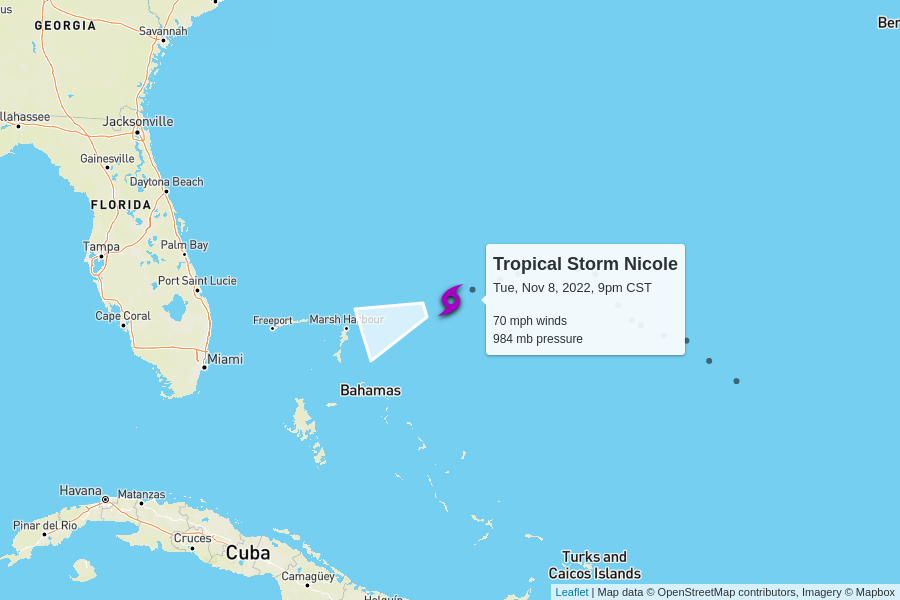 us
GEORGIA
Savannah
Ber
llahassee
Jacksonville
Gainesville
Daytona Beach
FLORIDA
Tampa
Palm Bay
Port Saint Lucie
Cape Coral
Freeport
Marsh Harbour
Miami
Bahamas
Tropical Storm Nicole
Tue, Nov 8, 2022, 9pm CST
70 mph winds
984 mb pressure
Havana
Matanzas
Pinar del Rio
Cruces
Cuba
Camagüey
Holguín
Turks and
Caicos Islands
Leaflet | Map data © OpenStreetMap contributors, Imagery © Mapbox